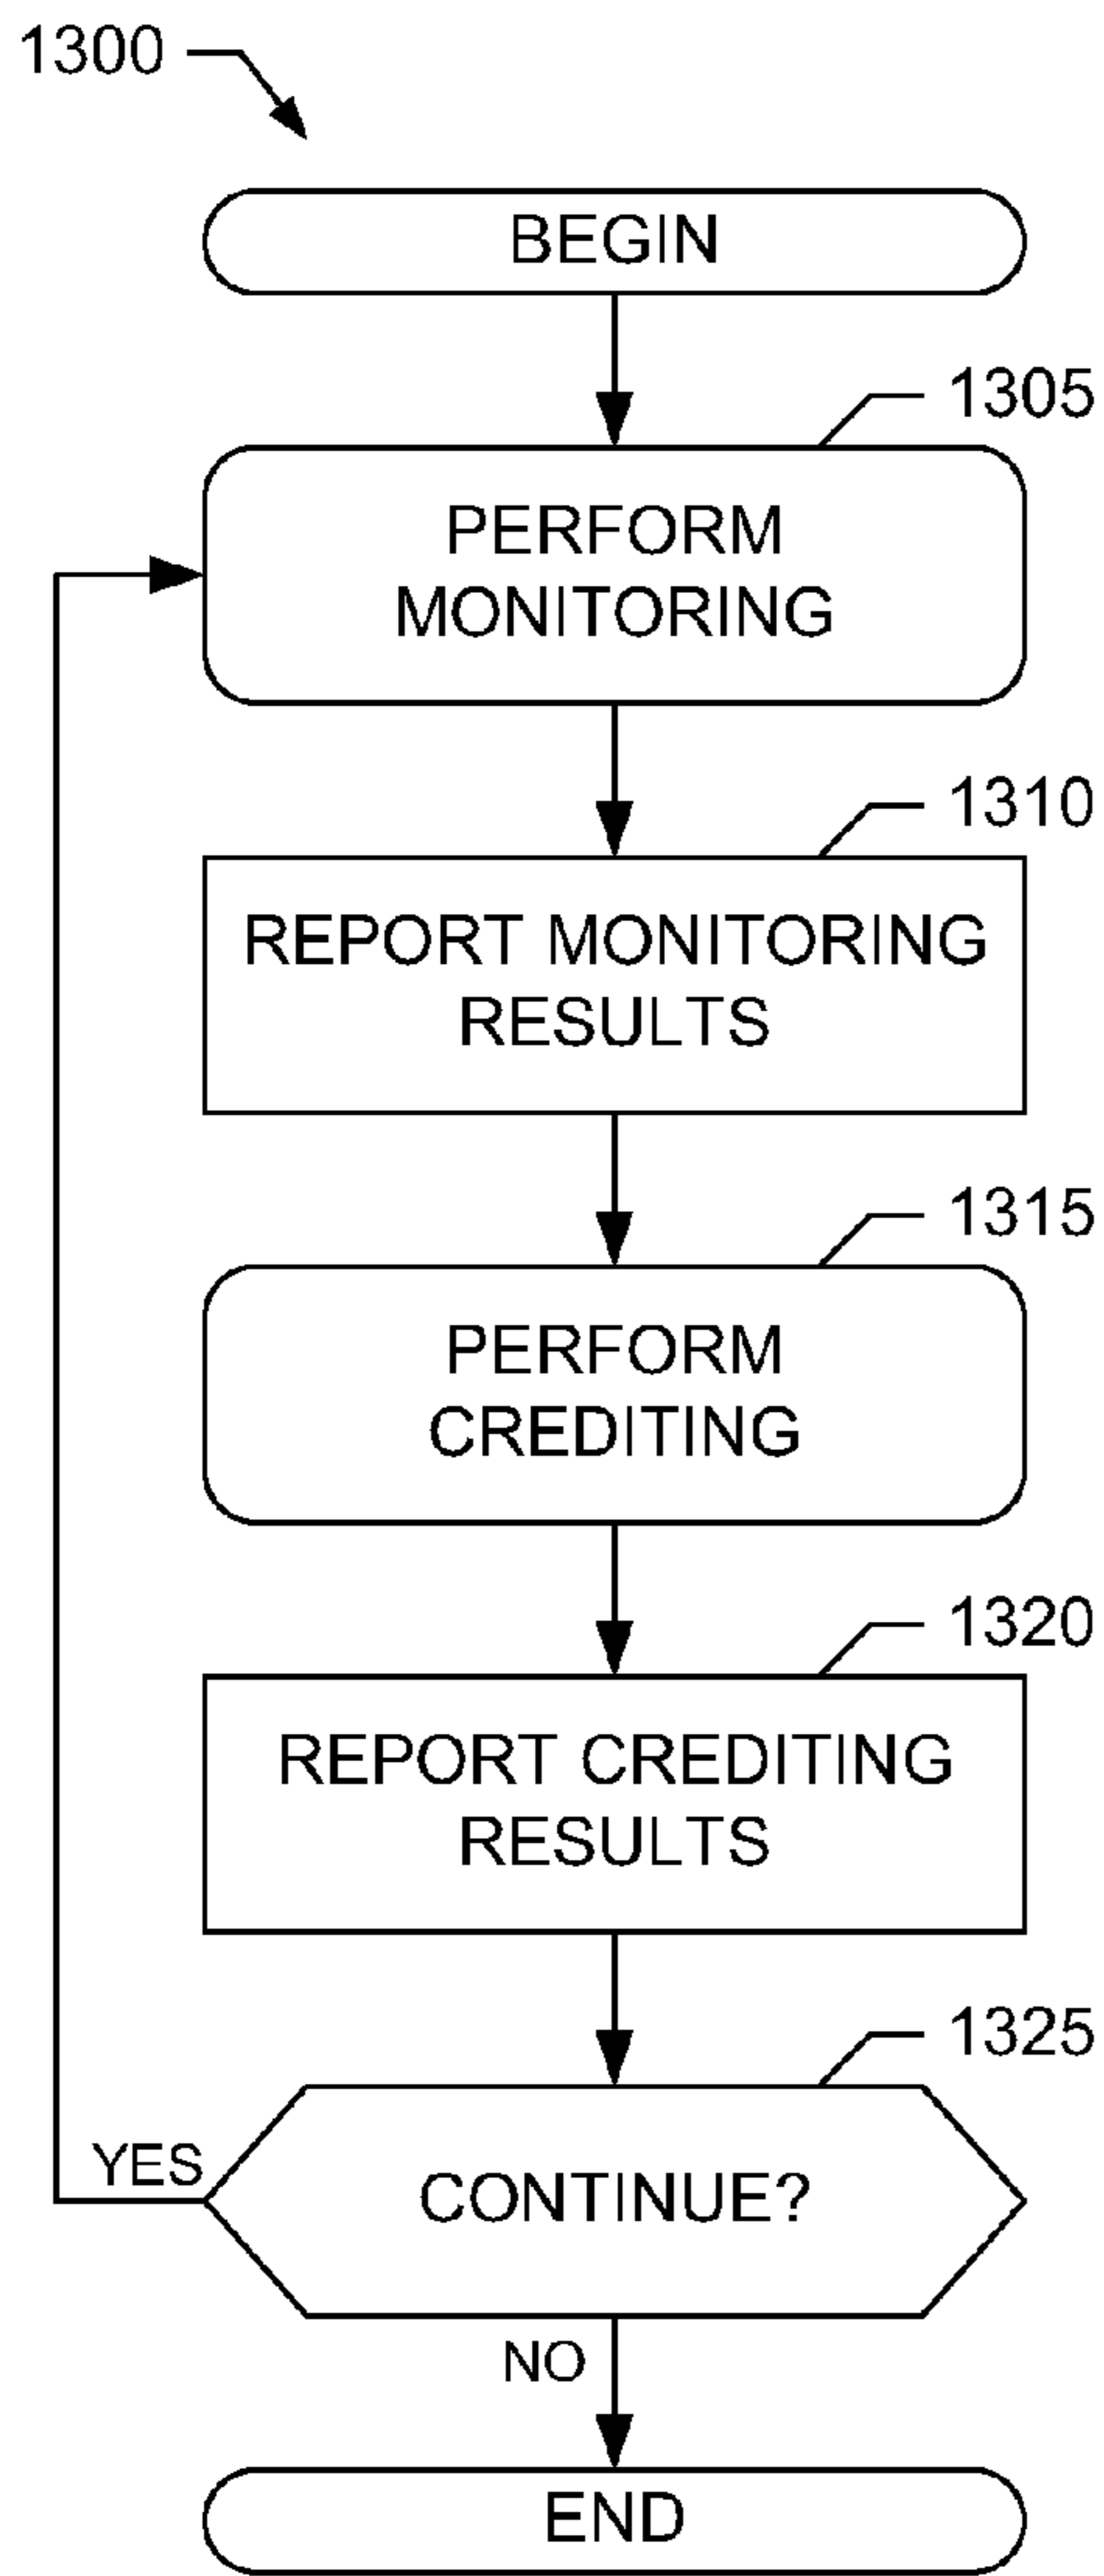 1300
BEGIN
1305
PERFORM
MONITORING
1310
REPORT MONITORING
RESULTS
1315
PERFORM
CREDITING
1320
REPORT CREDITING
RESULTS
1325
YES
CONTINUE?
NO
END